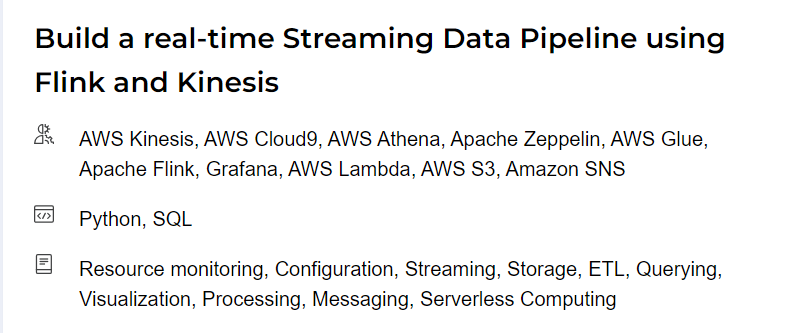 Build a real-time Streaming Data Pipeline using
Flink and Kinesis
AWS Kinesis, AWS Cloud9, AWS Athena, Apache Zeppelin, AWS Glue,
Apache Flink, Grafana, AWS Lambda, AWS S3, Amazon SNS
Python, SQL
Resource monitoring, Configuration, Streaming, Storage, ETL, Querying,
Visualization, Processing, Messaging, Serverless Computing